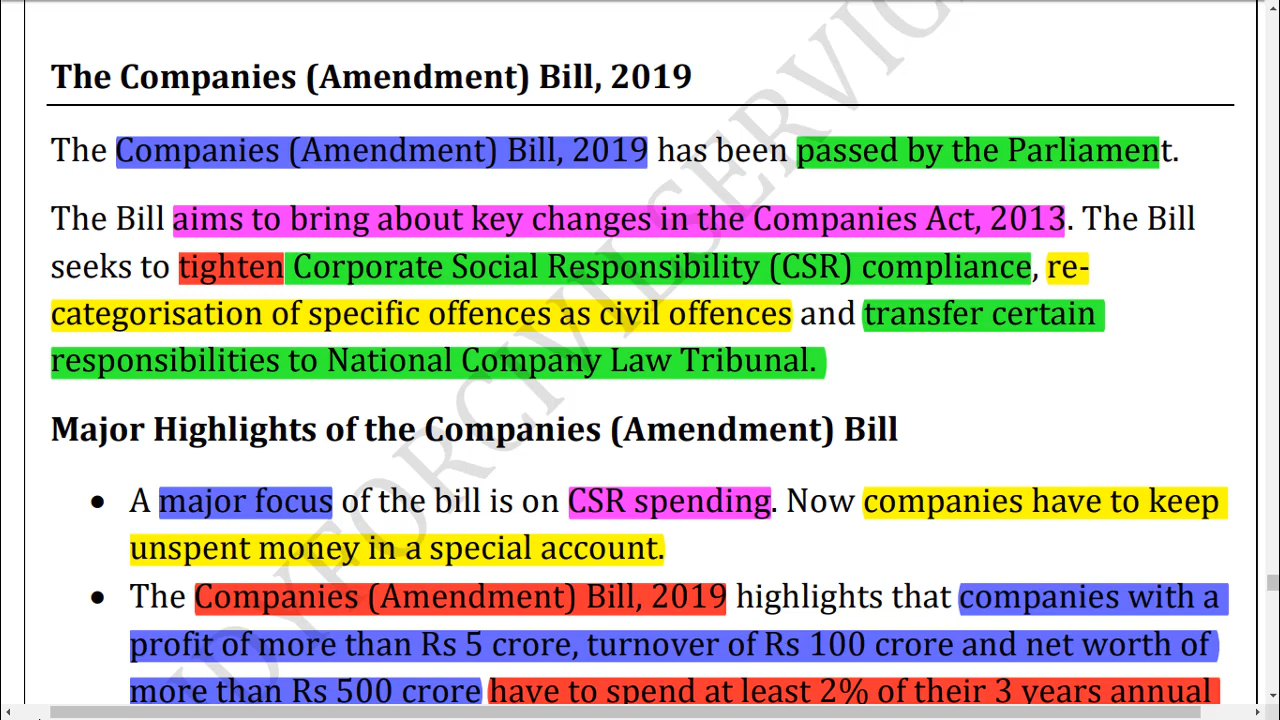 The Companies (Amendment) Bill, 2019
The Companies (Amendment) Bill, 2019 has been passed by the Parliament.
The Bill aims to bring about key changes in the Companies Act, 2013. The Bill
seeks to tighten Corporate Social Responsibility (CSR) compliance, re-
categorisation of specific offences as civil offences and transfer certain
responsibilities to National Company Law Tribunal.
Major Highlights of the Companies (Amendment) Bill
• A major focus of the bill is on CSR spending. Now companies have to keep
unspent money in a special account.
• The Companies (Amendment) Bill, 2019 highlights that companies with a
profit of more than Rs 5 crore, turnover of Rs 100 crore and net worth of
more than Rs 500 crore have to spend at least 2% of their 3 years annual